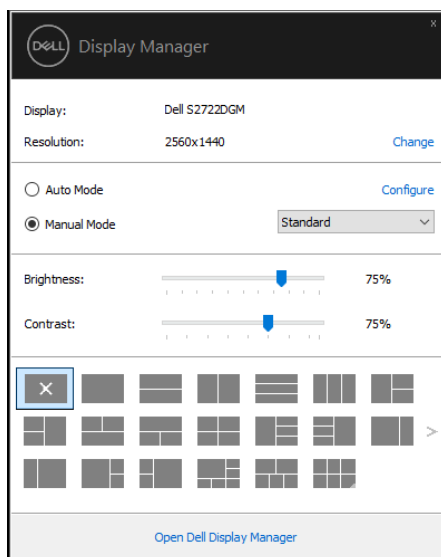 x
DELL Display Manager
Display: Dell S2722DGM
Resolution: 2560x1440 Change
Auto Mode Configure
Manual Mode Standard
Brightness: 75%
Contrast: 75%
Open Dell Display Manager